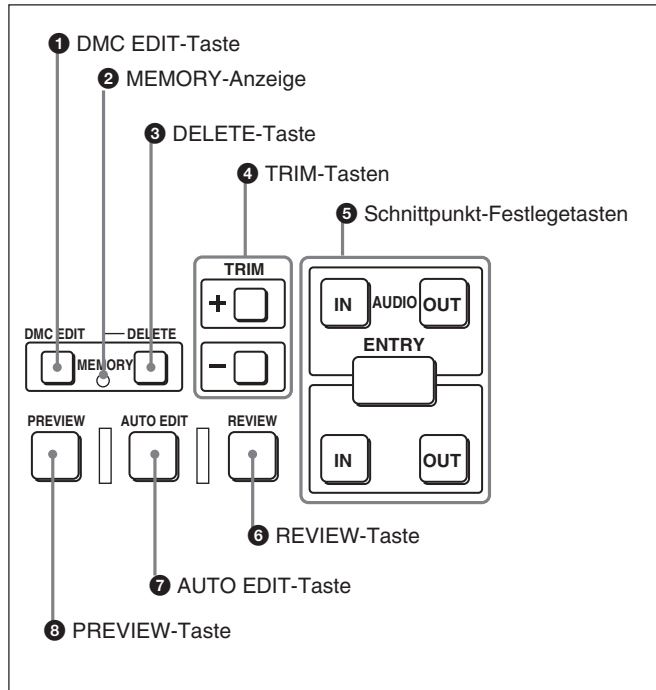 ❶ DMC EDIT-Taste
❷ MEMORY-Anzeige
❸ DELETE-Taste
❹ TRIM-Tasten
❺ Schnittpunkt-Festlegetasten
TRIM
+
−
IN AUDIO OUT
ENTRY
IN OUT
DMC EDIT DELETE
MEMORY
PREVIEW AUTO EDIT REVIEW
❻ REVIEW-Taste
❼ AUTO EDIT-Taste
❽ PREVIEW-Taste